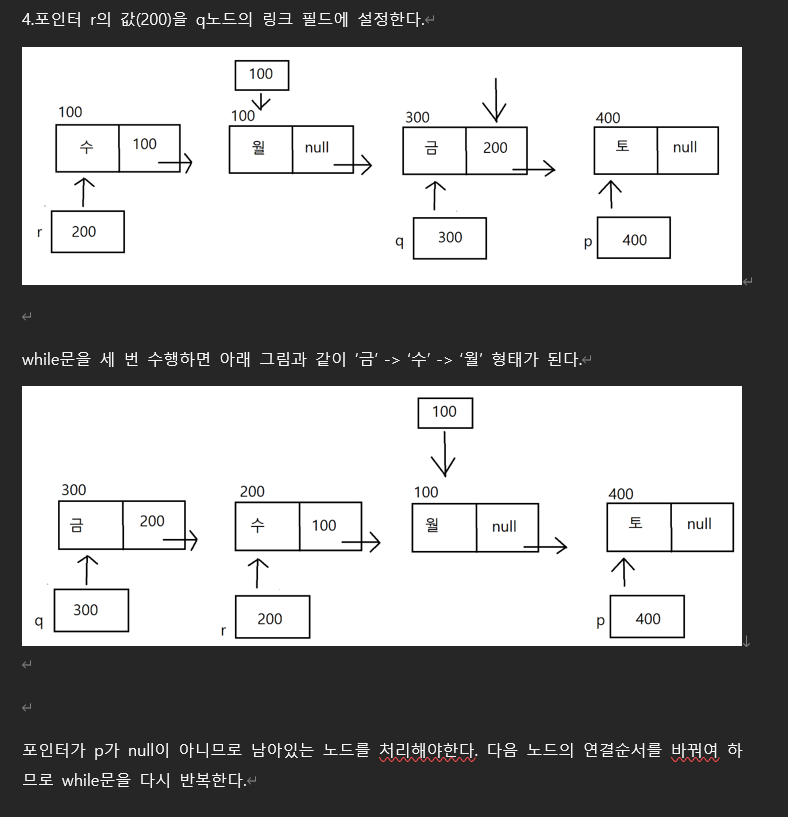 4.포인터 r의 값(200)을 q노드의 링크 필드에 설정한다.
100
100 100 300 400
수 100 월 null 금 200 토 null
r 200 q 300 p 400
while문을 세 번 수행하면 아래 그림과 같이 ‘금’ -> ‘수’ -> ‘월’ 형태가 된다.
100
300 200 100 400
금 200 수 100 월 null 토 null
q 300 r 200 p 400
포인터가 p가 null이 아니므로 남아있는 노드를 처리해야한다. 다음 노드의 연결순서를 바꿔여 하
므로 while문을 다시 반복한다.